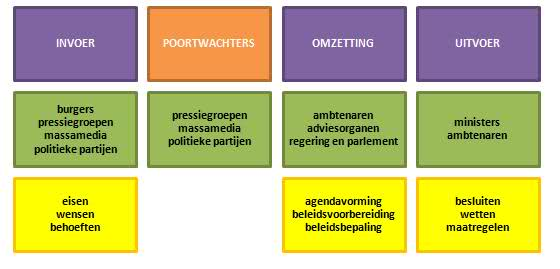 INVOER
POORTWACHTERS
OMZETTING
UITVOER
burgers
pressiegroepen
massamedia
politieke partijen
pressiegroepen
massamedia
politieke partijen
ambtenaren
adviesorganen
regering en parlement
ministers
ambtenaren
eisen
wensen
behoeften
agendavorming
beleidsvoorbereiding
beleidsbepaling
besluiten
wetten
maatregelen